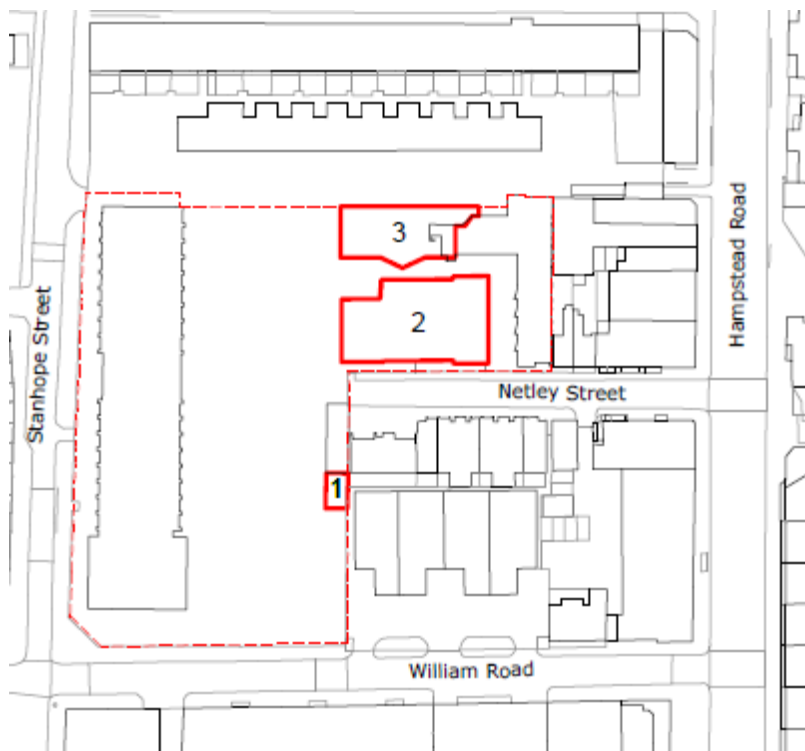 3
2
Hampstead Road
Stanhope Street
Netley Street
1
William Road